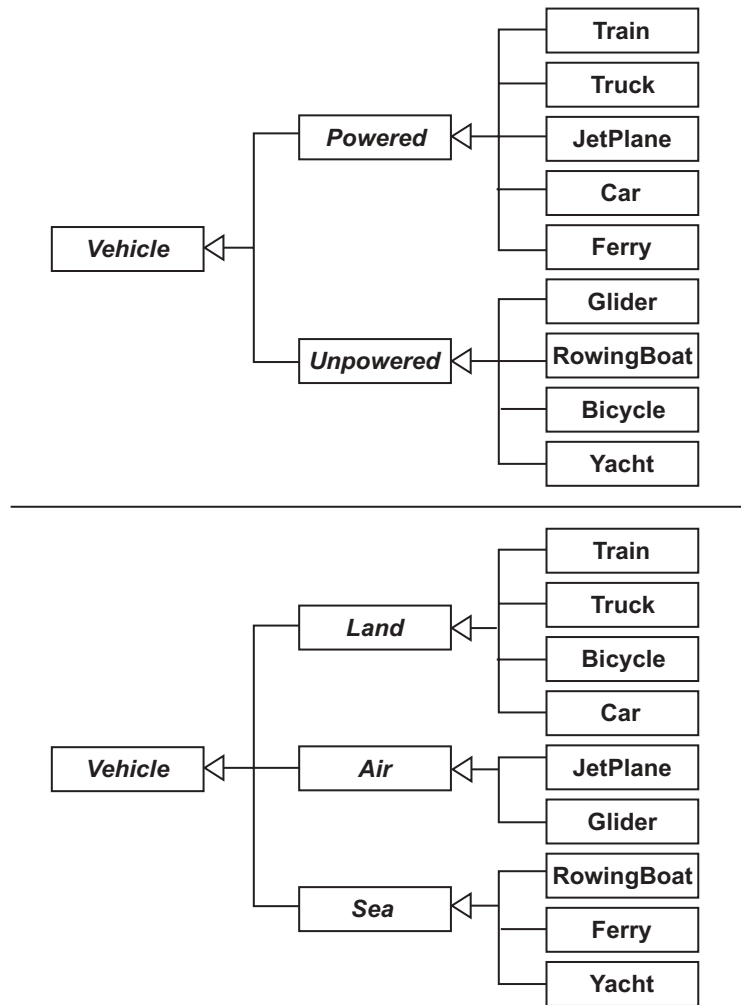 Train
Truck
Powered
JetPlane
Car
Vehicle
Ferry
Glider
Unpowered
RowingBoat
Bicycle
Yacht
Train
Land
Truck
Bicycle
Car
Vehicle
Air
JetPlane
Glider
RowingBoat
Sea
Ferry
Yacht